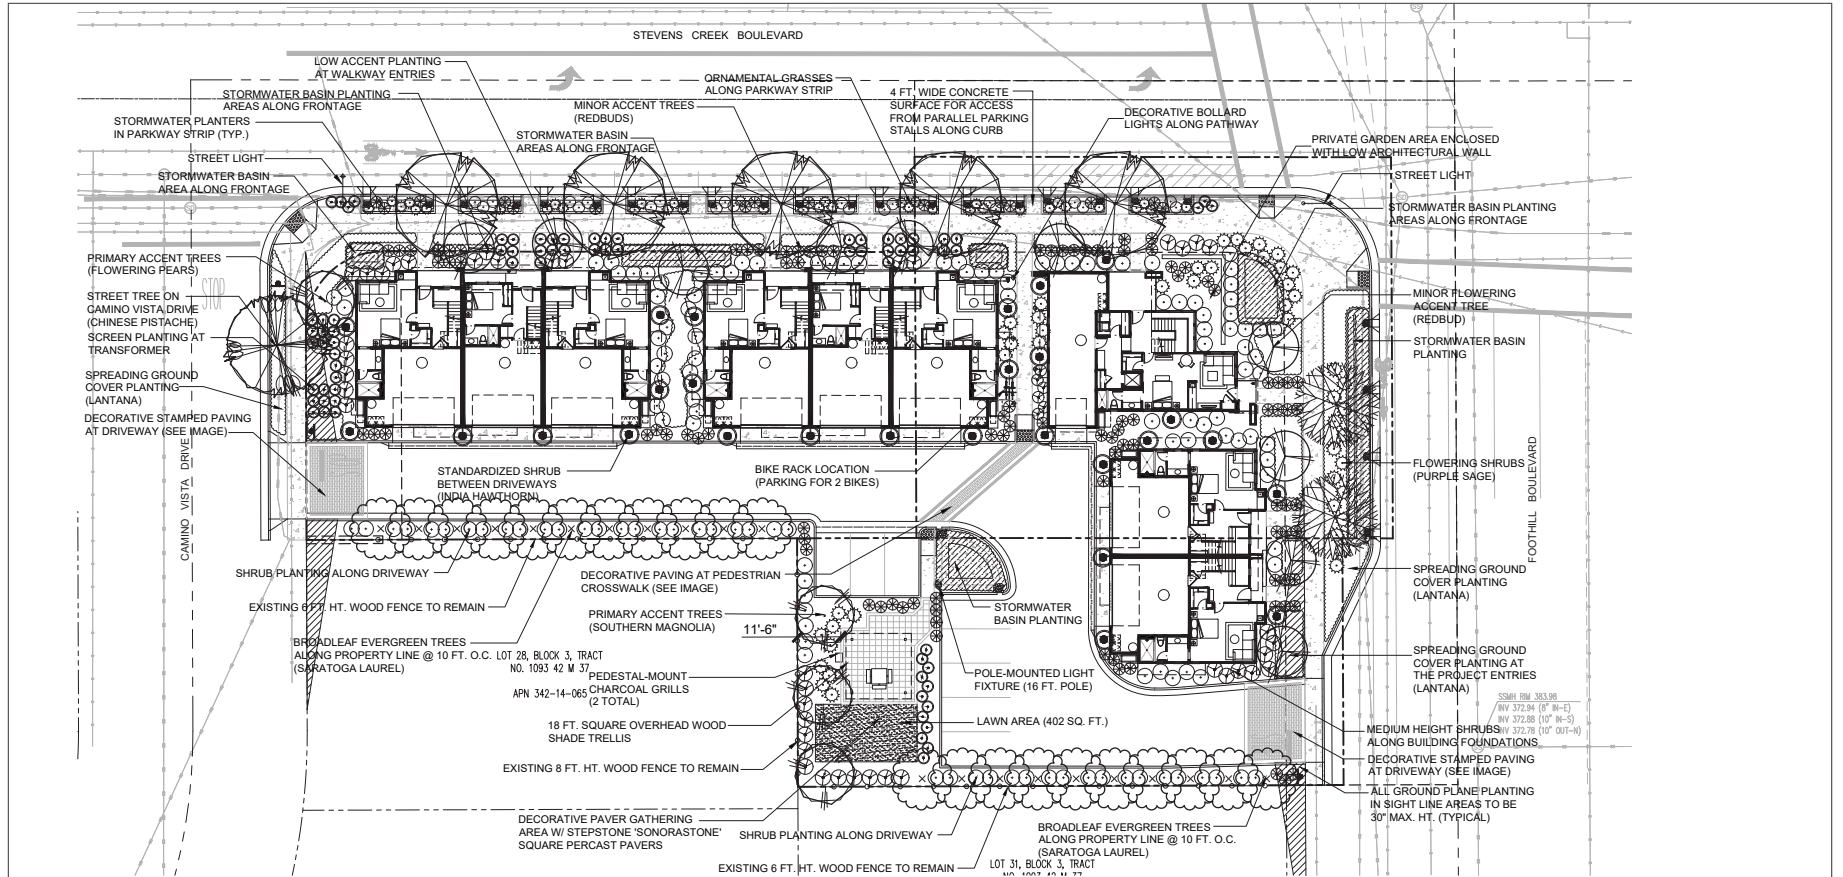 STEVENS CREEK BOULEVARD
LOW ACCENT PLANTING
AT WALKWAY ENTRIES
STORMWATER BASIN PLANTING
AREAS ALONG FRONTAGE
STORMWATER PLANTERS
IN PARKWAY STRIP (TYP.)
STREET LIGHT
STORMWATER BASIN
AREA ALONG FRONTAGE
ORNAMENTAL GRASSES
ALONG PARKWAY STRIP
MINOR ACCENT TREES
(REDBUDS)
STORMWATER BASIN
AREAS ALONG FRONTAGE
4 FT. WIDE CONCRETE
SURFACE FOR ACCESS
FROM PARALLEL PARKING
STALLS ALONG CURB
DECORATIVE BOLLARD
LIGHTS ALONG PATHWAY
PRIVATE GARDEN AREA ENCLOSED
WITH LOW ARCHITECTURAL WALL
STREET LIGHT
STORMWATER BASIN PLANTING
AREAS ALONG FRONTAGE
PRIMARY ACCENT TREES
(FLOWERING PEARS)
STOP
STREET TREE ON
CAMINO VISTA DRIVE
(CHINESE PISTACHE)
SCREEN PLANTING AT
TRANSFORMER
SPREADING GROUND
COVER PLANTING
(LANTANA)
DECORATIVE STAMPED PAVING
AT DRIVEWAY (SEE IMAGE)
CAMINO VISTA DRIVE
MINOR FLOWERING
ACCENT TREE
(REDBUD)
STORMWATER BASIN
PLANTING
FLOWERING SHRUBS
(PURPLE SAGE)
FOOTHILL BOULEVARD
STANDARDIZED SHRUB
BETWEEN DRIVEWAYS
(INDIA HAWTHORN)
BIKE RACK LOCATION
(PARKING FOR 2 BIKES)
SHRUB PLANTING ALONG DRIVEWAY
EXISTING 6 FT. HT. WOOD FENCE TO REMAIN
BROADLEAF EVERGREEN TREES
ALONG PROPERTY LINE @ 10 FT. O.C.
(SARATOGA LAUREL)
LOT 28, BLOCK 3, TRACT
NO. 1093 42 M 37
APN 342-14-065
DECORATIVE PAVING AT PEDESTRIAN
CROSSWALK (SEE IMAGE)
PRIMARY ACCENT TREES
(SOUTHERN MAGNOLIA)
11'-6"
PEDESTAL-MOUNT
CHARCOAL GRILLS
(2 TOTAL)
18 FT. SQUARE OVERHEAD WOOD
SHADE TRELLIS
EXISTING 8 FT. HT. WOOD FENCE TO REMAIN
STORMWATER
BASIN PLANTING
POLE-MOUNTED LIGHT
FIXTURE (16 FT. POLE)
LAWN AREA (402 SQ. FT.)
SPREADING GROUND
COVER PLANTING
(LANTANA)
SPREADING GROUND
COVER PLANTING AT
THE PROJECT ENTRIES
(LANTANA)
SSMH RIM 383.98
INV 372.94 (8" IN-E)
INV 372.88 (10" IN-S)
INV 372.78 (10" OUT-N)
MEDIUM HEIGHT SHRUBS
ALONG BUILDING FOUNDATIONS
DECORATIVE STAMPED PAVING
AT DRIVEWAY (SEE IMAGE)
ALL GROUND PLANE PLANTING
IN SIGHT LINE AREAS TO BE
30" MAX. HT. (TYPICAL)
DECORATIVE PAVER GATHERING
AREA W/ STEPSTONE 'SONORASTONE'
SQUARE PERCAST PAVERS
SHRUB PLANTING ALONG DRIVEWAY
EXISTING 6 FT. HT. WOOD FENCE TO REMAIN
BROADLEAF EVERGREEN TREES
ALONG PROPERTY LINE @ 10 FT. O.C.
(SARATOGA LAUREL)
LOT 31, BLOCK 3, TRACT
NO. 1093 42 M 37